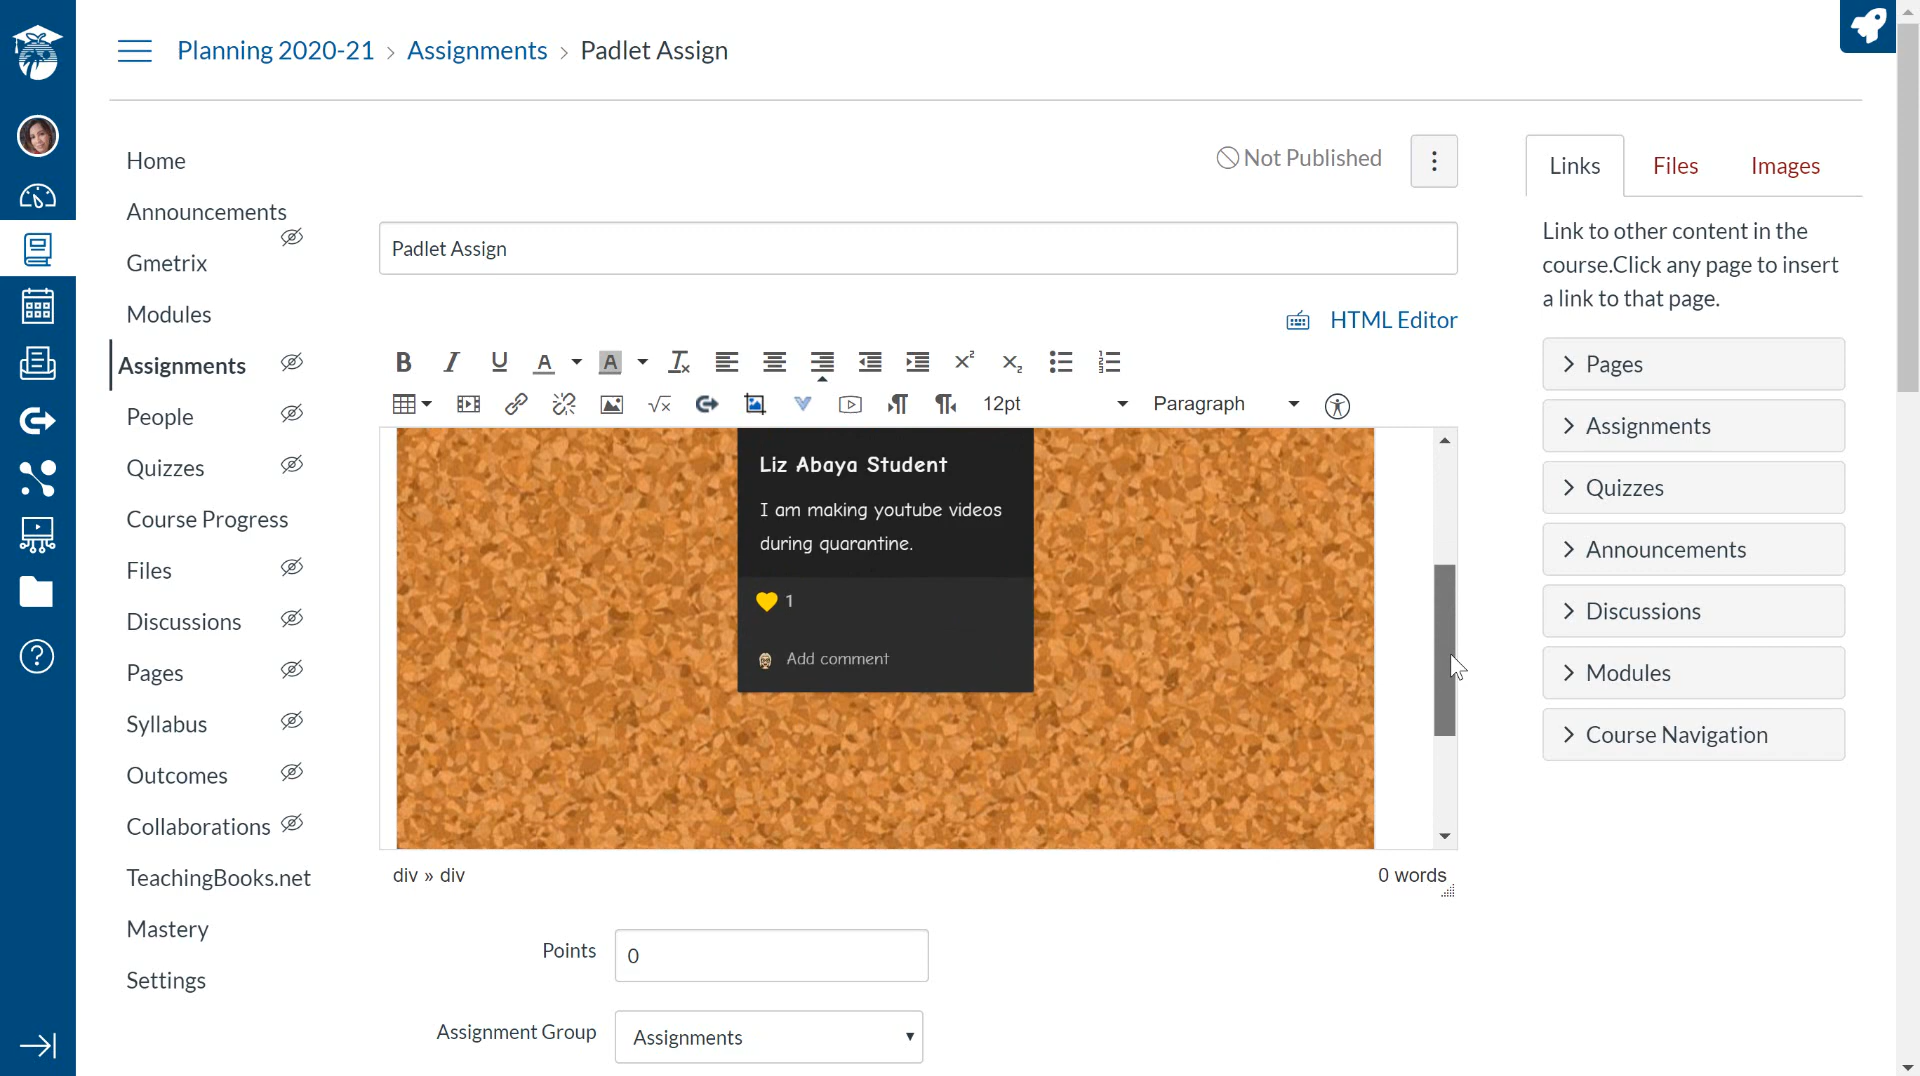 Planning 2020-21 › Assignments › Padlet Assign
Home
Announcements
Gmetrix
Modules
Assignments
People
Quizzes
Course Progress
Files
Discussions
Pages
Syllabus
Outcomes
Collaborations
TeachingBooks.net
Mastery
Settings
Not Published
Padlet Assign
HTML Editor
12pt Paragraph
Liz Abaya Student
I am making youtube videos
during quarantine.
1
Add comment
div » div 0 words
Points 0
Assignment Group Assignments
Links Files Images
Link to other content in the
course.Click any page to insert
a link to that page.
Pages
Assignments
Quizzes
Announcements
Discussions
Modules
Course Navigation